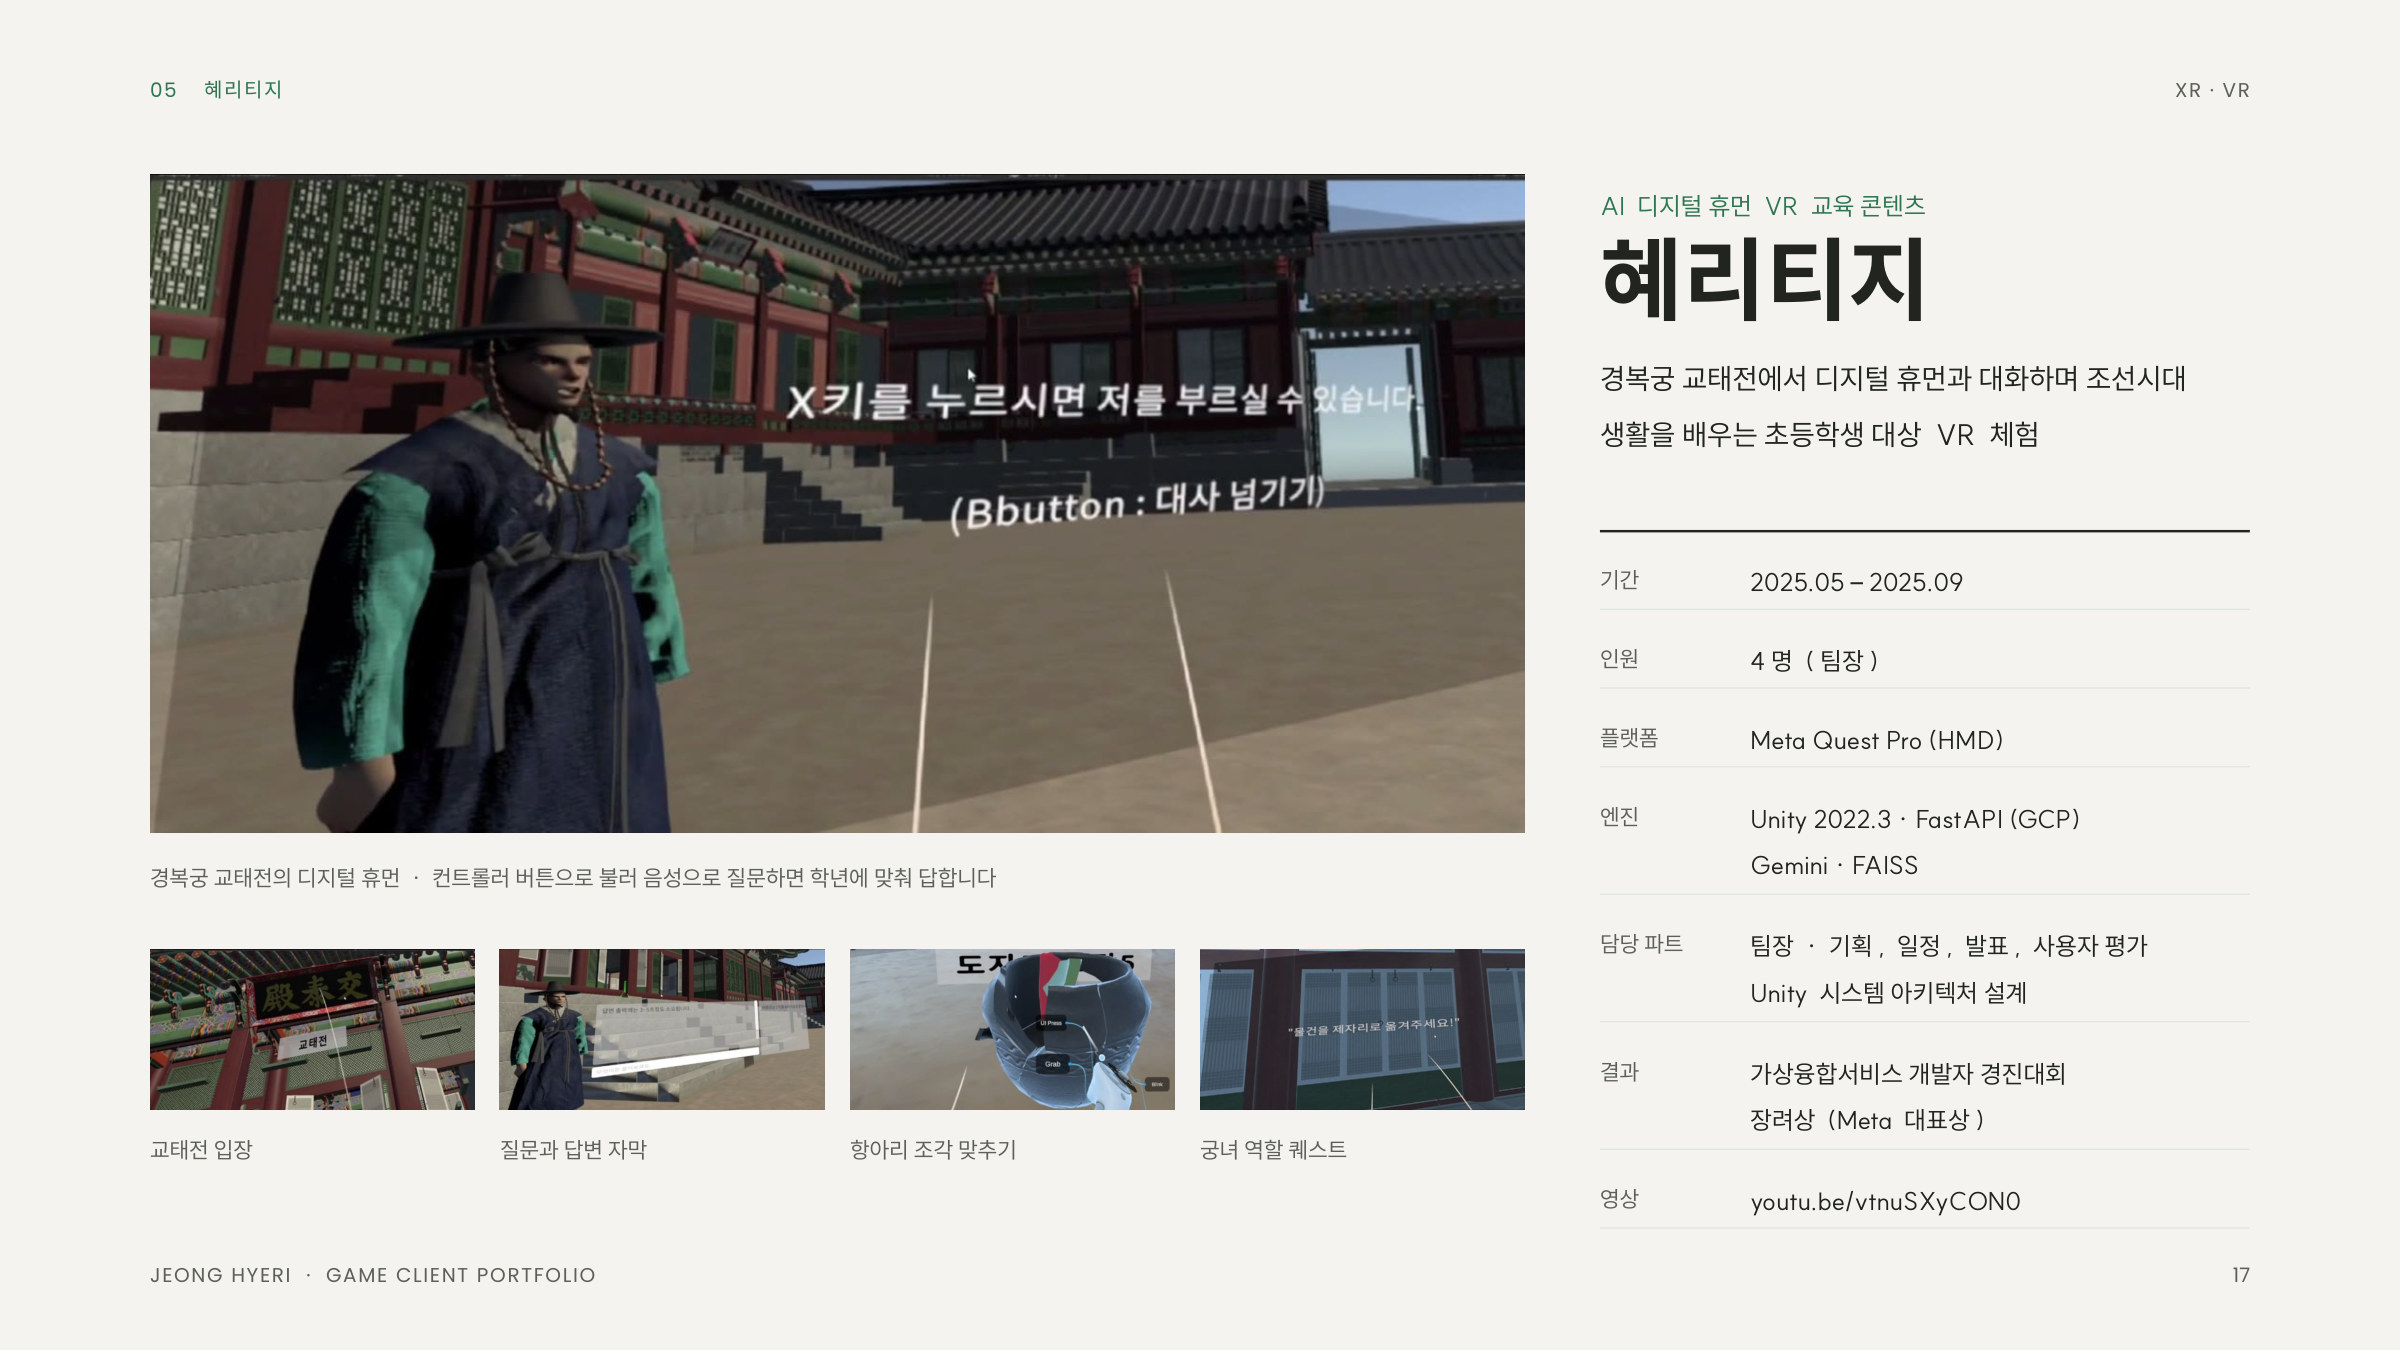 05 혜리티지
XR · VR
X키를 누르시면 저를 부르실 수 있습니다.
(Bbutton : 대사 넘기기)
경복궁 교태전의 디지털 휴먼 · 컨트롤러 버튼으로 불러 음성으로 질문하면 학년에 맞춰 답합니다
交泰殿
교태전
교태전 입장
질문과 답변 자막
UI Press
Grab
항아리 조각 맞추기
"물건을 제자리로 옮겨주세요!"
궁녀 역할 퀘스트
AI 디지털 휴먼 VR 교육 콘텐츠
혜리티지
경복궁 교태전에서 디지털 휴먼과 대화하며 조선시대
생활을 배우는 초등학생 대상 VR 체험
기간 2025.05 – 2025.09
인원 4 명 ( 팀장 )
플랫폼 Meta Quest Pro (HMD)
엔진 Unity 2022.3 · FastAPI (GCP)
Gemini · FAISS
담당 파트 팀장 · 기획 , 일정 , 발표 , 사용자 평가
Unity 시스템 아키텍처 설계
결과 가상융합서비스 개발자 경진대회
장려상 (Meta 대표상 )
영상 youtu.be/vtnuSXyCON0
JEONG HYERI · GAME CLIENT PORTFOLIO
17